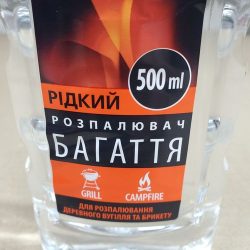 500 ml
РІДКИЙ
РОЗПАЛЮВАЧ
БАГАТТЯ
GRILL CAMPFIRE
ДЛЯ РОЗПАЛЮВАННЯ
ДЕРЕВНОГО ВУГІЛЛЯ ТА БРИКЕТУ